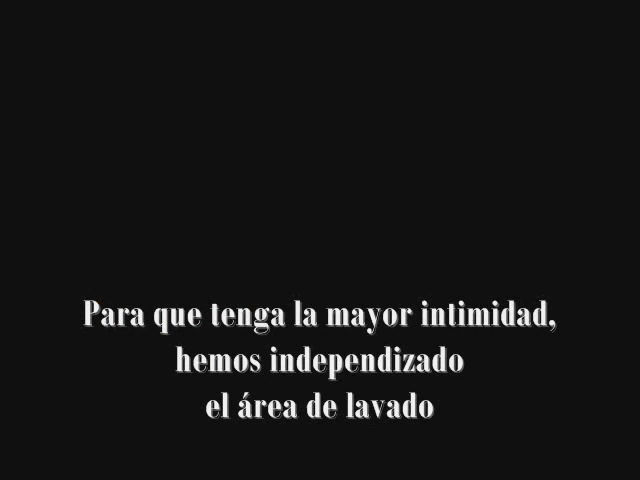 Para que tenga la mayor intimidad,
hemos independizado
el área de lavado